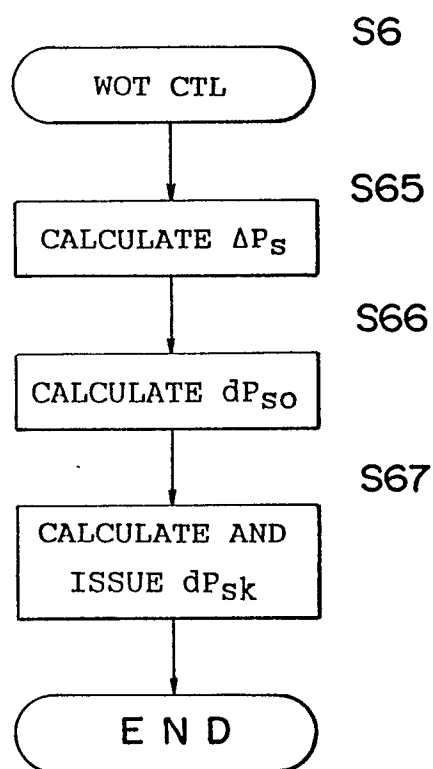 S6
WOT CTL
S65
CALCULATE ΔPs
S66
CALCULATE dPso
S67
CALCULATE AND
ISSUE dPsk
END